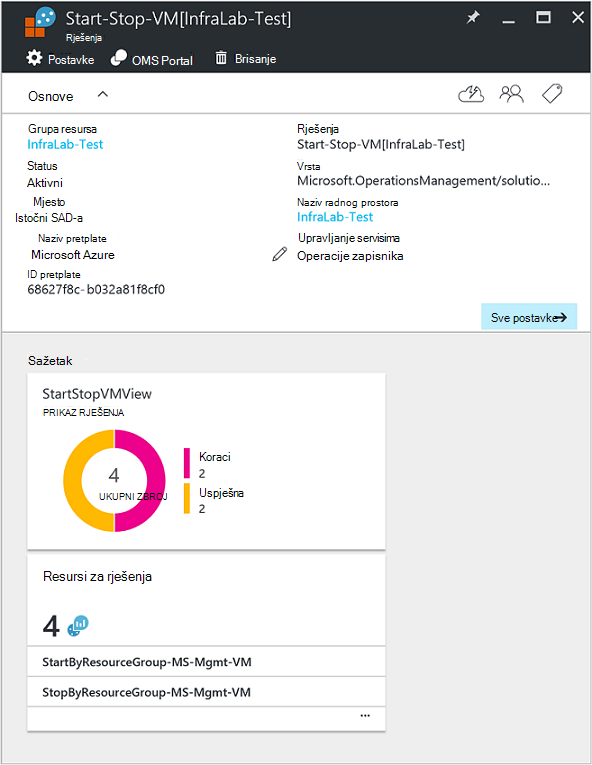 Start-Stop-VM[InfraLab-Test]
Rješenja
Postavke OMS Portal Brisanje
Osnove
Grupa resursa
InfraLab-Test
Status
Aktivni
Mjesto
Istočni SAD-a
Naziv pretplate
Microsoft Azure
ID pretplate
68627f8c-b032a81f8cf0
Rješenja
Start-Stop-VM[InfraLab-Test]
Vrsta
Microsoft.OperationsManagement/solutio...
Naziv radnog prostora
InfraLab-Test
Upravljanje servisima
Operacije zapisnika
Sve postavke
Sažetak
StartStopVMView
PRIKAZ RJEŠENJA
4
UKUPNI ZBROJ
Koraci
2
Uspješna
2
Resursi za rješenja
4
StartByResourceGroup-MS-Mgmt-VM
StopByResourceGroup-MS-Mgmt-VM
...